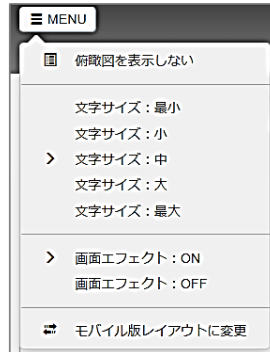 MENU
俯瞰図を表示しない
文字サイズ：最小
文字サイズ：小
文字サイズ：中
文字サイズ：大
文字サイズ：最大
画面エフェクト：ON
画面エフェクト：OFF
モバイル版レイアウトに変更